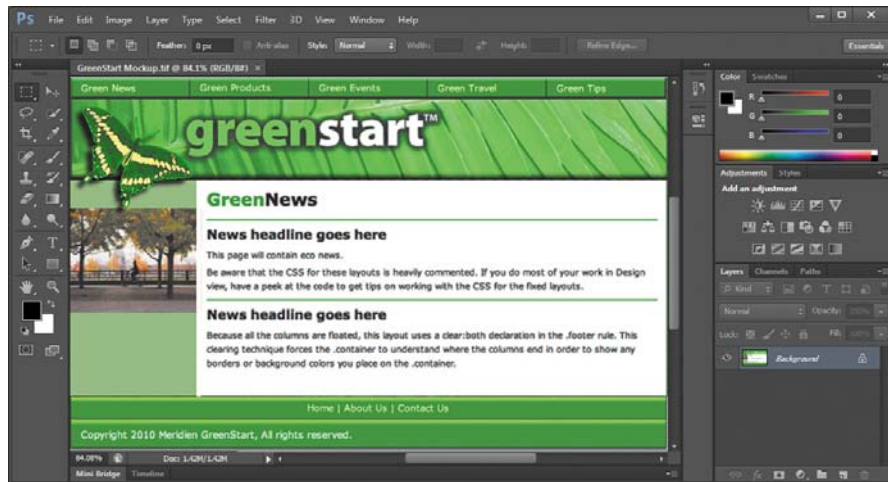 Ps File Edit Image Layer Type Select Filter 3D View Window Help
Feather: 0 px Anti-alias Style: Normal Width: Height: Refine Edge... Essentials
GreenStart Mockup.tif @ 84.1% (RGB/8#) ×
Green News Green Products Green Events Green Travel Green Tips
greenstart™
GreenNews
News headline goes here
This page will contain eco news.
Be aware that the CSS for these layouts is heavily commented. If you do most of your work in Design
view, have a peek at the code to get tips on working with the CSS for the fixed layouts.
News headline goes here
Because all the columns are floated, this layout uses a clear:both declaration in the .footer rule. This
clearing technique forces the .container to understand where the columns end in order to show any
borders or background colors you place on the .container.
Home | About Us | Contact Us
Copyright 2010 Meridien GreenStart, All rights reserved.
84.08% Doc: 1.42M/1.42M
Mini Bridge Timeline
Color Swatches
R 0
G 0
B 0
Adjustments Styles
Add an adjustment
Layers Channels Paths
Kind
Normal Opacity: 100%
Lock: Fill: 100%
Background
fx